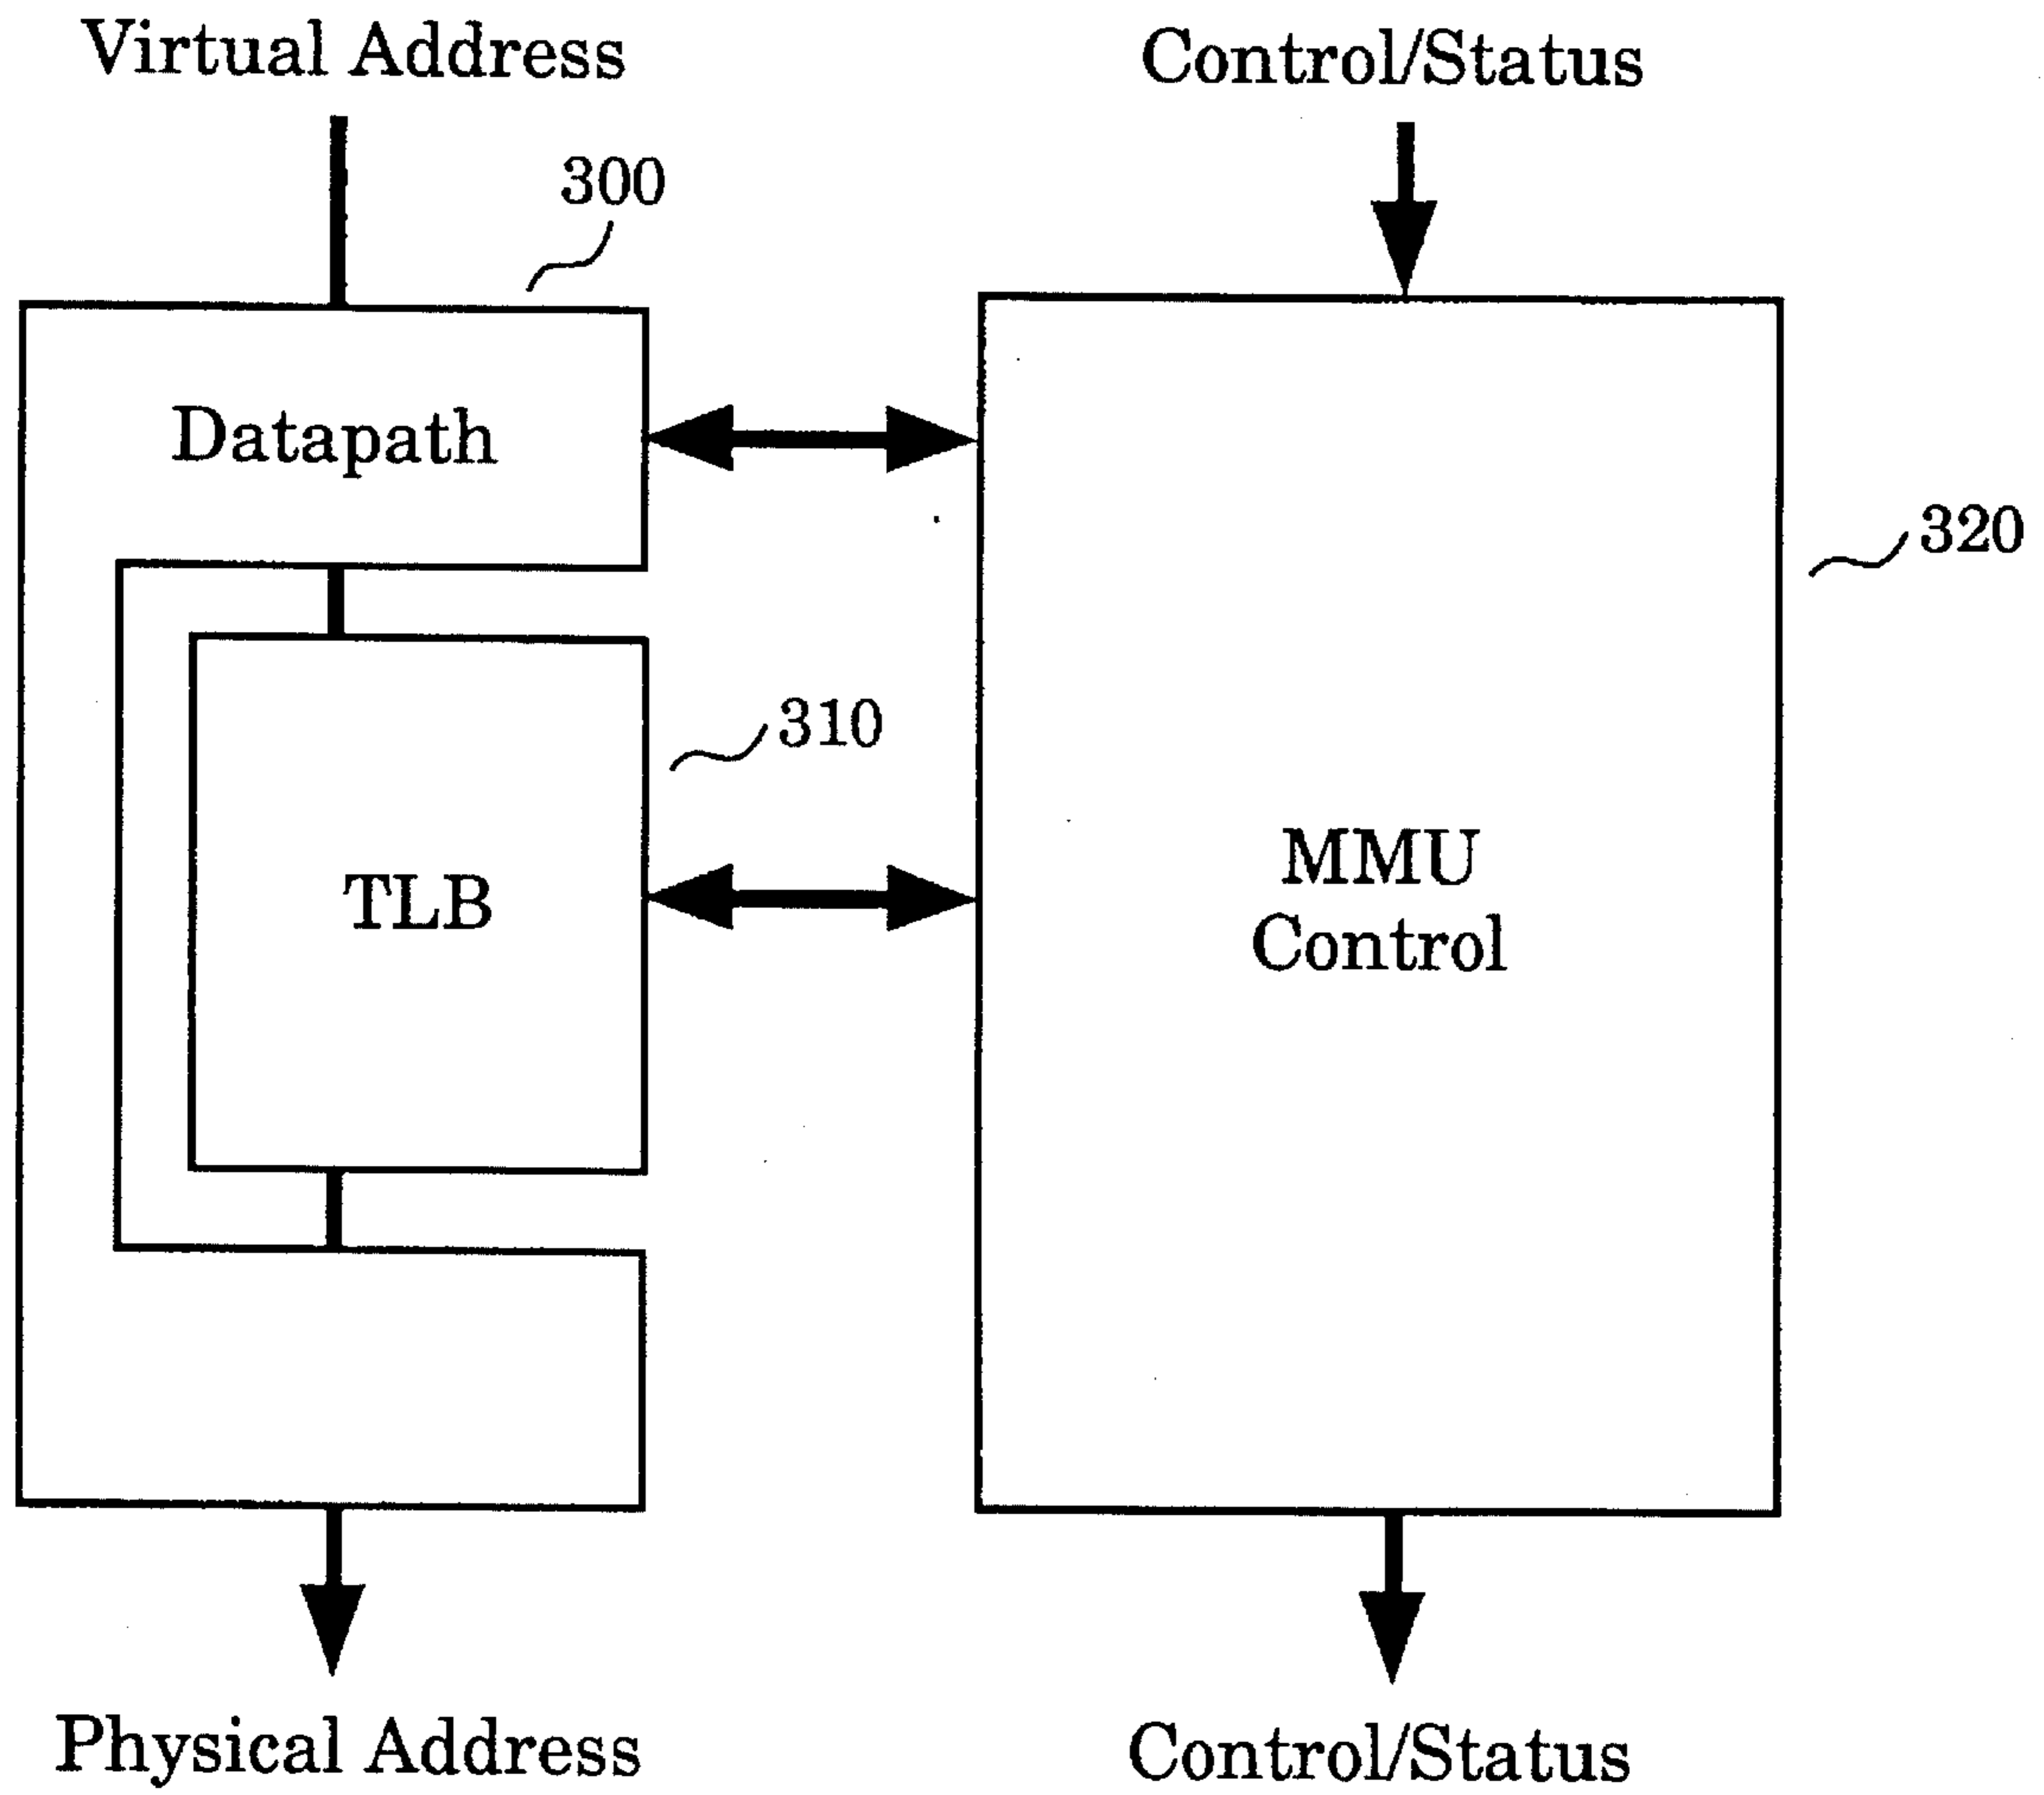 Virtual Address
Control/Status
300
Datapath
320
310
TLB
MMU
Control
Physical Address
Control/Status